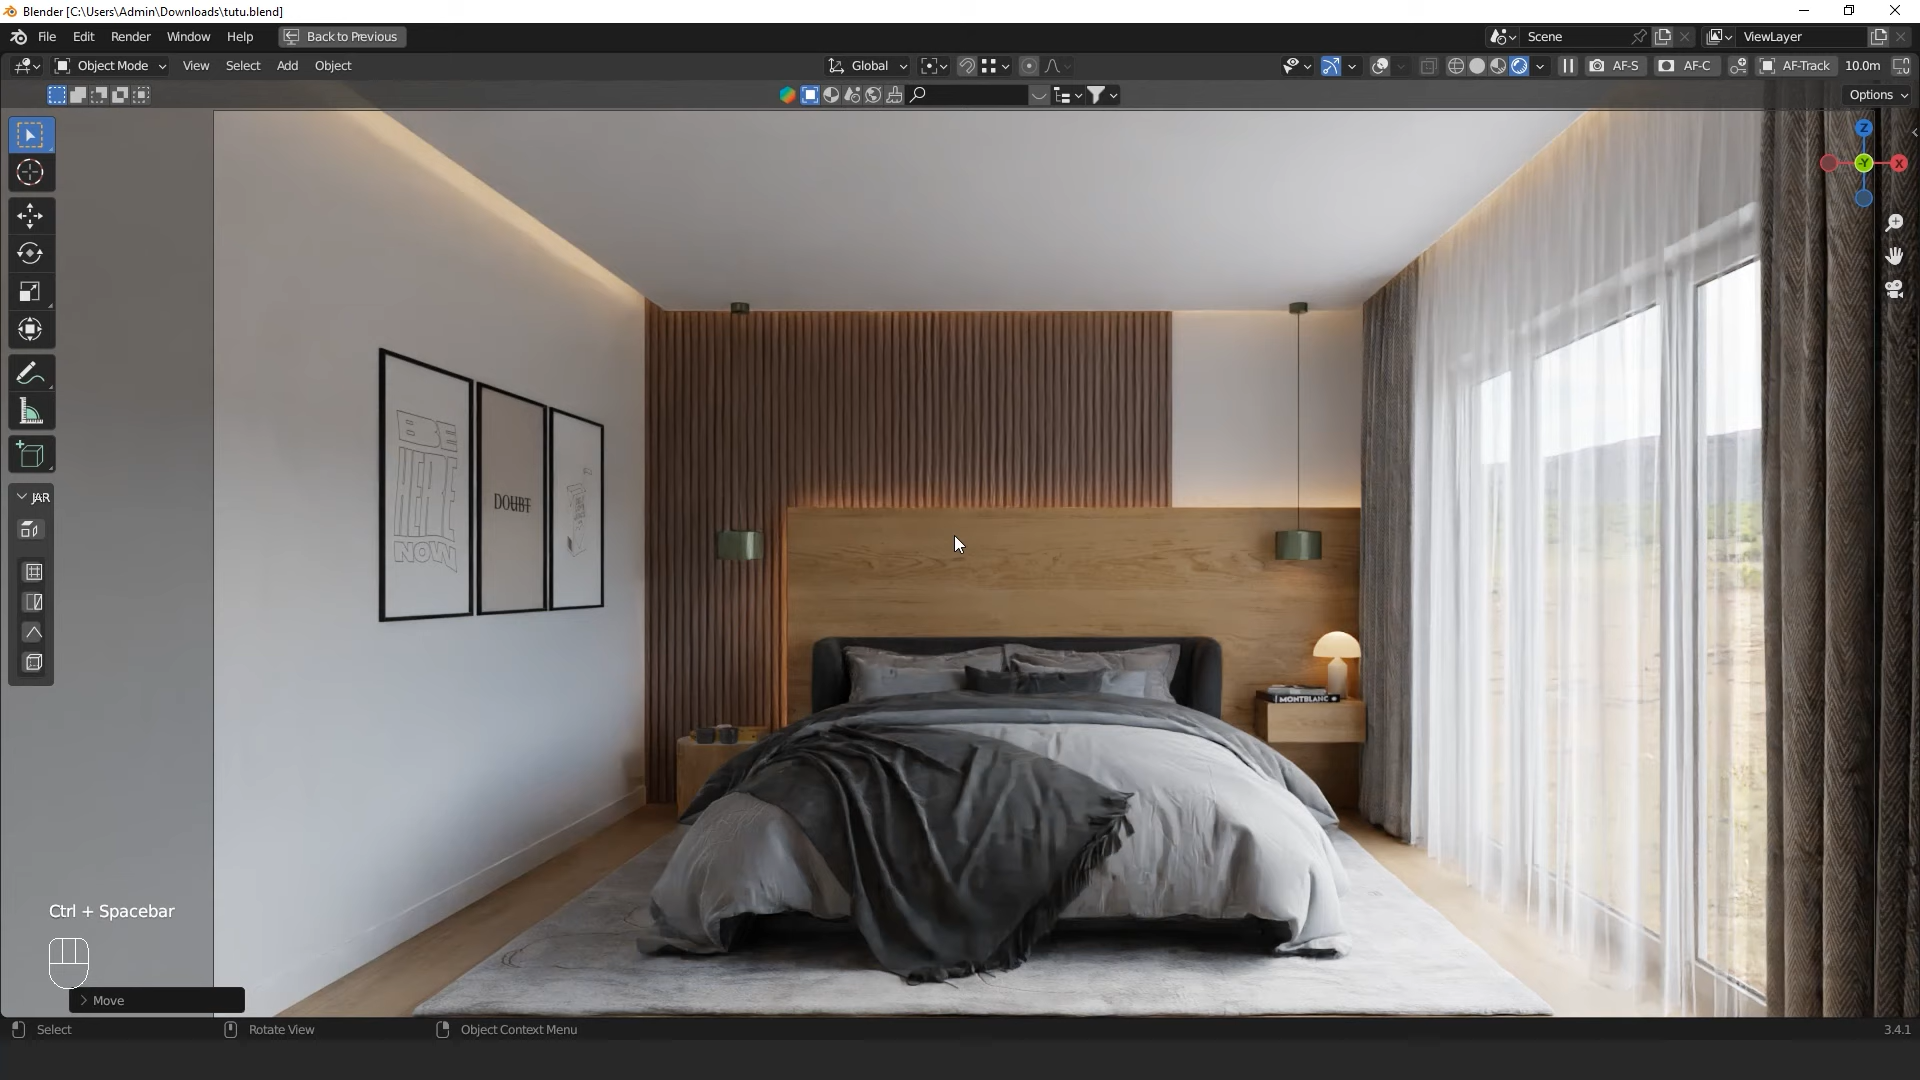 Blender [C:\Users\Admin\Downloads\tutu.blend]
File Edit Render Window Help Back to Previous Scene ViewLayer
Object Mode View Select Add Object Global AF-S AF-C AF-Track 10.0m
Options
Z
Y X
JAR
BE
HERE
NOW
DOUBT
MONTBLANC
Ctrl + Spacebar
Move
Select Rotate View Object Context Menu 3.4.1